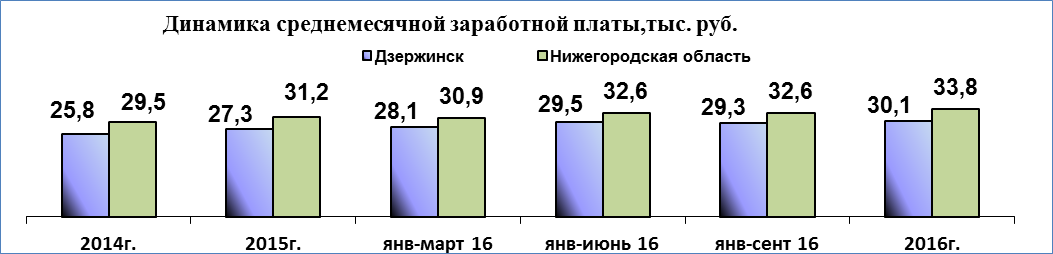 Динамика среднемесячной заработной платы,тыс. руб.
Дзержинск Нижегородская область
25,8 29,5 27,3 31,2 28,1 30,9 29,5 32,6 29,3 32,6 30,1 33,8
2014г. 2015г. янв-март 16 янв-июнь 16 янв-сент 16 2016г.